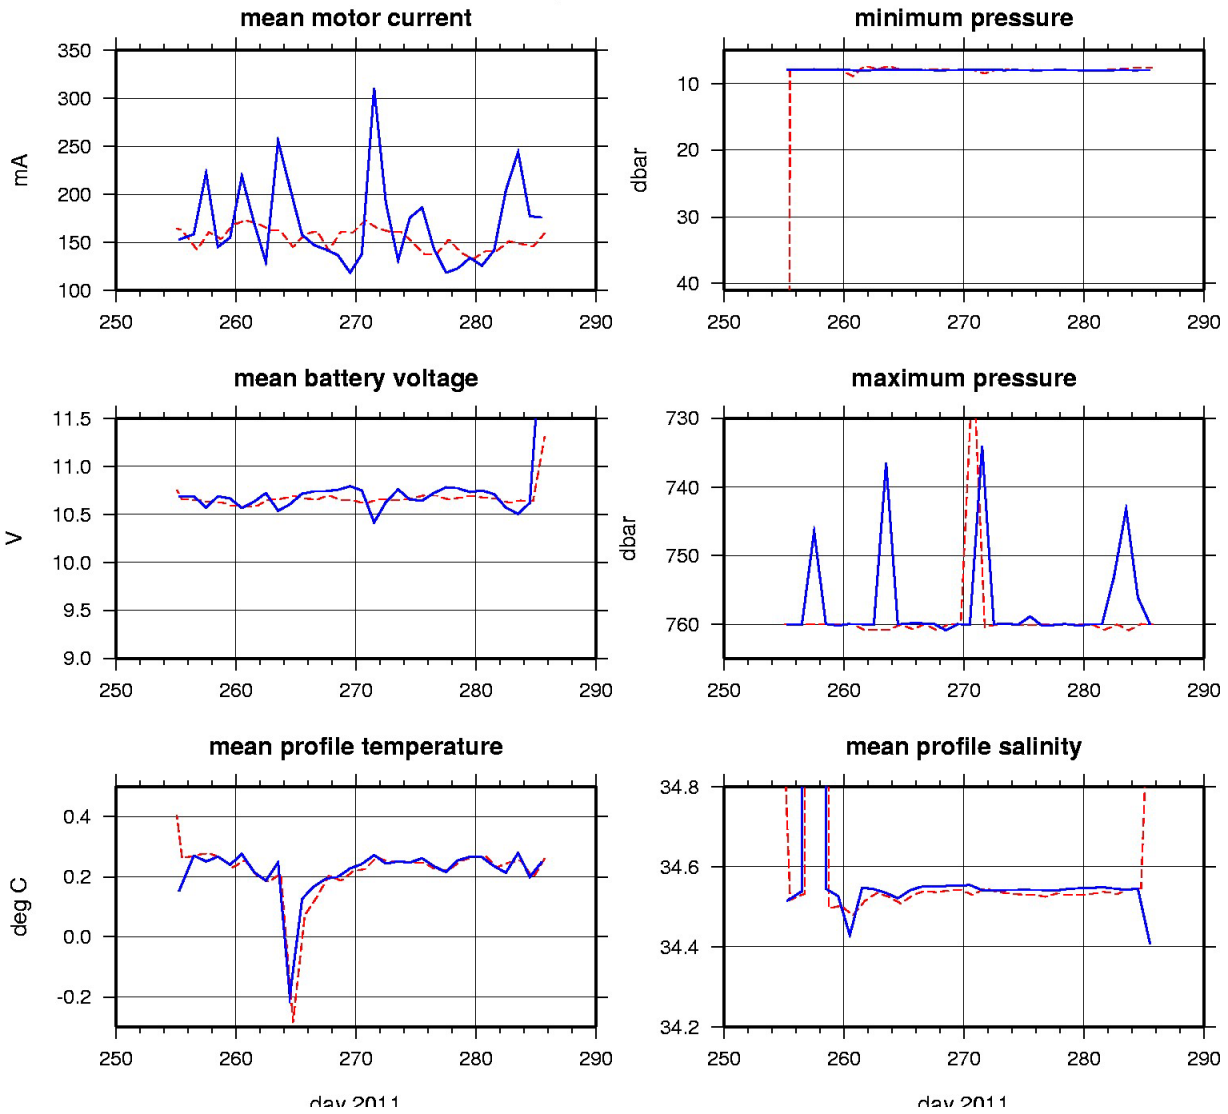 mean motor current
350
300
250
200
150
100
mA
250 260 270 280 290
minimum pressure
10
20
30
40
dbar
250 260 270 280 290
mean battery voltage
11.5
11.0
10.5
10.0
9.5
9.0
V
250 260 270 280 290
maximum pressure
730
740
750
760
dbar
250 260 270 280 290
mean profile temperature
0.4
0.2
0.0
-0.2
deg C
250 260 270 280 290
day 2011
mean profile salinity
34.8
34.6
34.4
34.2
250 260 270 280 290
day 2011